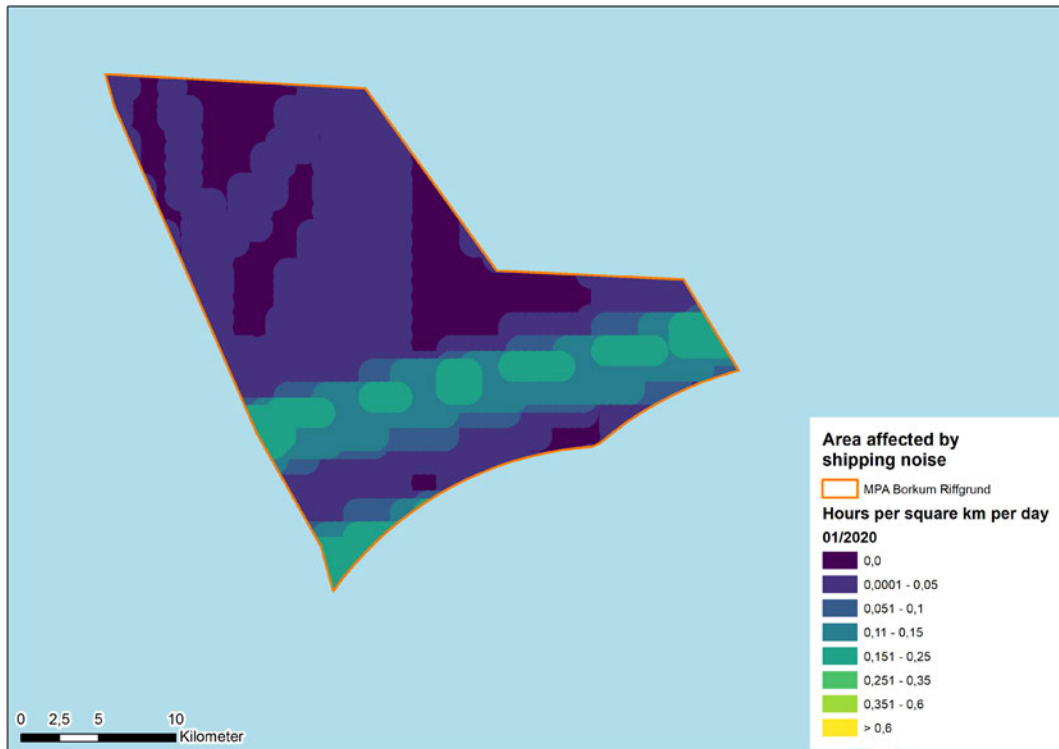 Area affected by
shipping noise
MPA Borkum Riffgrund
Hours per square km per day
01/2020
0,0
0,0001 - 0,05
0,051 - 0,1
0,11 - 0,15
0,151 - 0,25
0,251 - 0,35
0,351 - 0,6
> 0,6
0 2,5 5 10
Kilometer